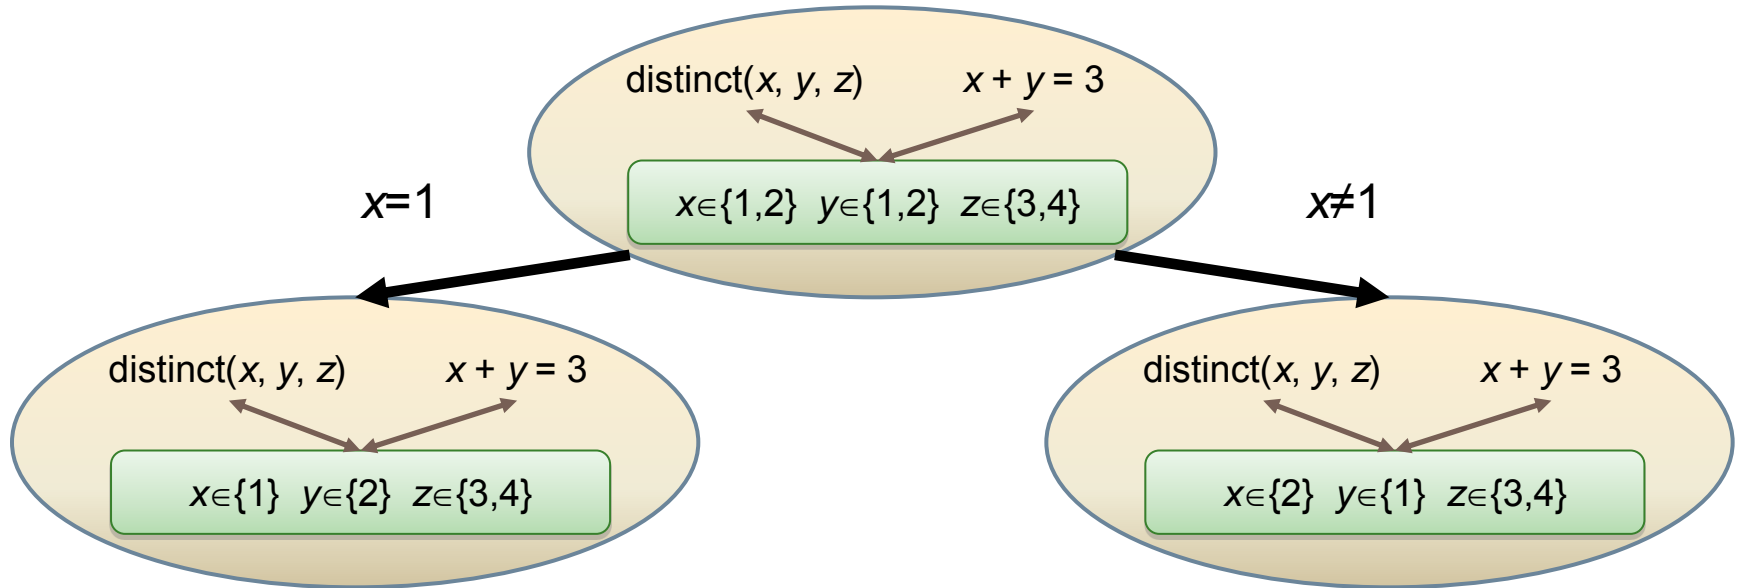 distinct(x, y, z) x + y = 3
x∈{1,2} y∈{1,2} z∈{3,4}
x=1
x≠1
distinct(x, y, z) x + y = 3
x∈{1} y∈{2} z∈{3,4}
distinct(x, y, z) x + y = 3
x∈{2} y∈{1} z∈{3,4}